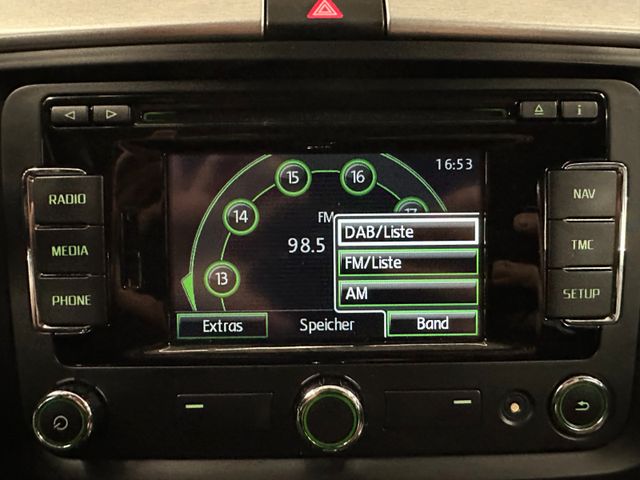 i
RADIO
MEDIA
PHONE
NAV
TMC
SETUP
16:53
15
16
14
13
FM
98.5
DAB/Liste
FM/Liste
AM
Extras
Speicher
Band